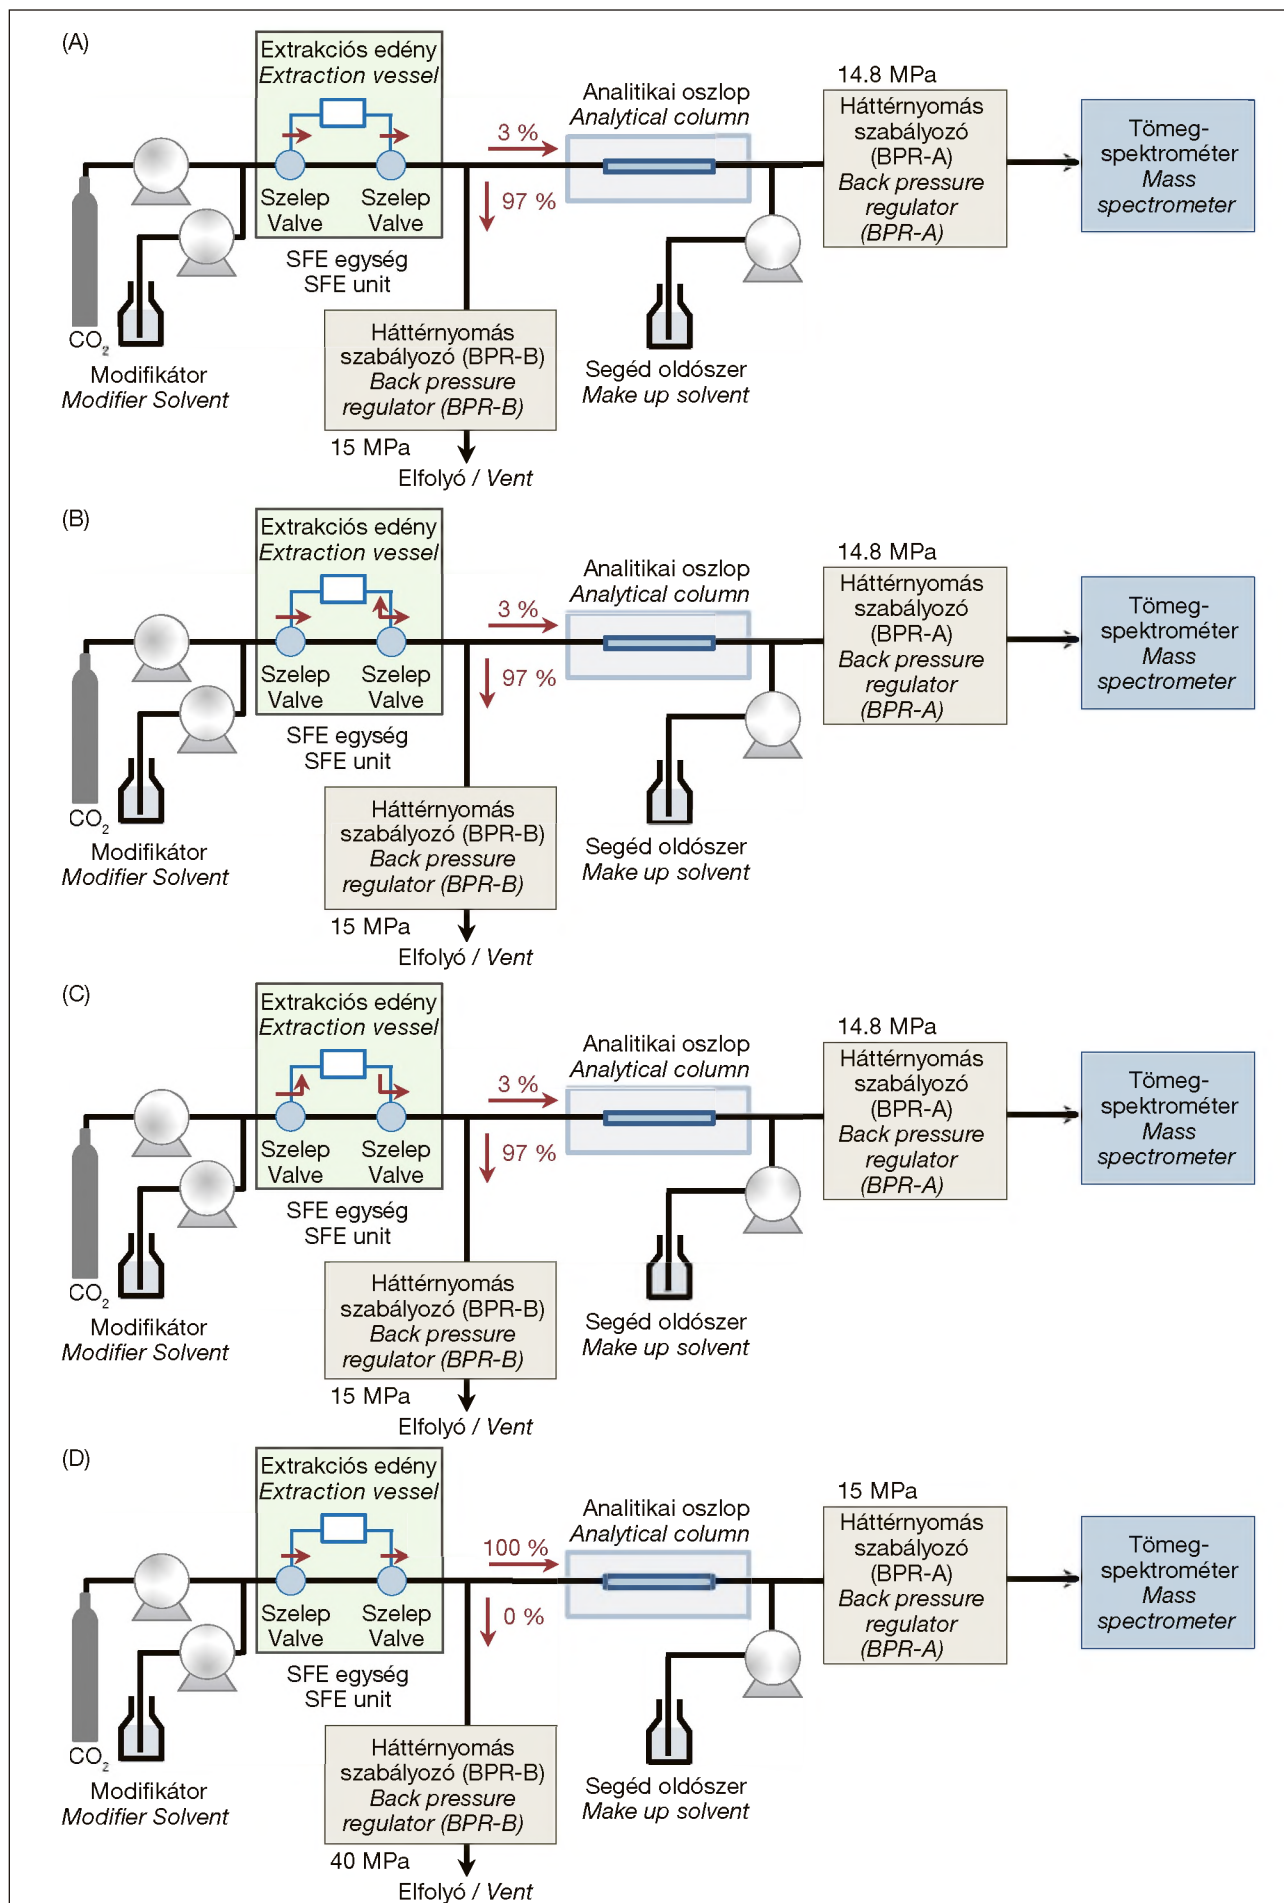 (A)
Extrakciós edény
Extraction vessel
Szelep
Valve
Szelep
Valve
SFE egység
SFE unit
CO2
Modifikátor
Modifier Solvent
3 %
97 %
Háttérnyomás
szabályozó (BPR-B)
Back pressure
regulator (BPR-B)
15 MPa
Elfolyó / Vent
Analitikai oszlop
Analytical column
Segéd oldószer
Make up solvent
14.8 MPa
Háttérnyomás
szabályozó
(BPR-A)
Back pressure
regulator
(BPR-A)
Tömeg-
spektrométer
Mass
spectrometer
(B)
Extrakciós edény
Extraction vessel
Szelep
Valve
Szelep
Valve
SFE egység
SFE unit
CO2
Modifikátor
Modifier Solvent
3 %
97 %
Háttérnyomás
szabályozó (BPR-B)
Back pressure
regulator (BPR-B)
15 MPa
Elfolyó / Vent
Analitikai oszlop
Analytical column
Segéd oldószer
Make up solvent
14.8 MPa
Háttérnyomás
szabályozó
(BPR-A)
Back pressure
regulator
(BPR-A)
Tömeg-
spektrométer
Mass
spectrometer
(C)
Extrakciós edény
Extraction vessel
Szelep
Valve
Szelep
Valve
SFE egység
SFE unit
CO2
Modifikátor
Modifier Solvent
3 %
97 %
Háttérnyomás
szabályozó (BPR-B)
Back pressure
regulator (BPR-B)
15 MPa
Elfolyó / Vent
Analitikai oszlop
Analytical column
Segéd oldószer
Make up solvent
14.8 MPa
Háttérnyomás
szabályozó
(BPR-A)
Back pressure
regulator
(BPR-A)
Tömeg-
spektrométer
Mass
spectrometer
(D)
Extrakciós edény
Extraction vessel
Szelep
Valve
Szelep
Valve
SFE egység
SFE unit
CO2
Modifikátor
Modifier Solvent
100 %
0 %
Háttérnyomás
szabályozó (BPR-B)
Back pressure
regulator (BPR-B)
40 MPa
Elfolyó / Vent
Analitikai oszlop
Analytical column
Segéd oldószer
Make up solvent
15 MPa
Háttérnyomás
szabályozó
(BPR-A)
Back pressure
regulator
(BPR-A)
Tömeg-
spektrométer
Mass
spectrometer